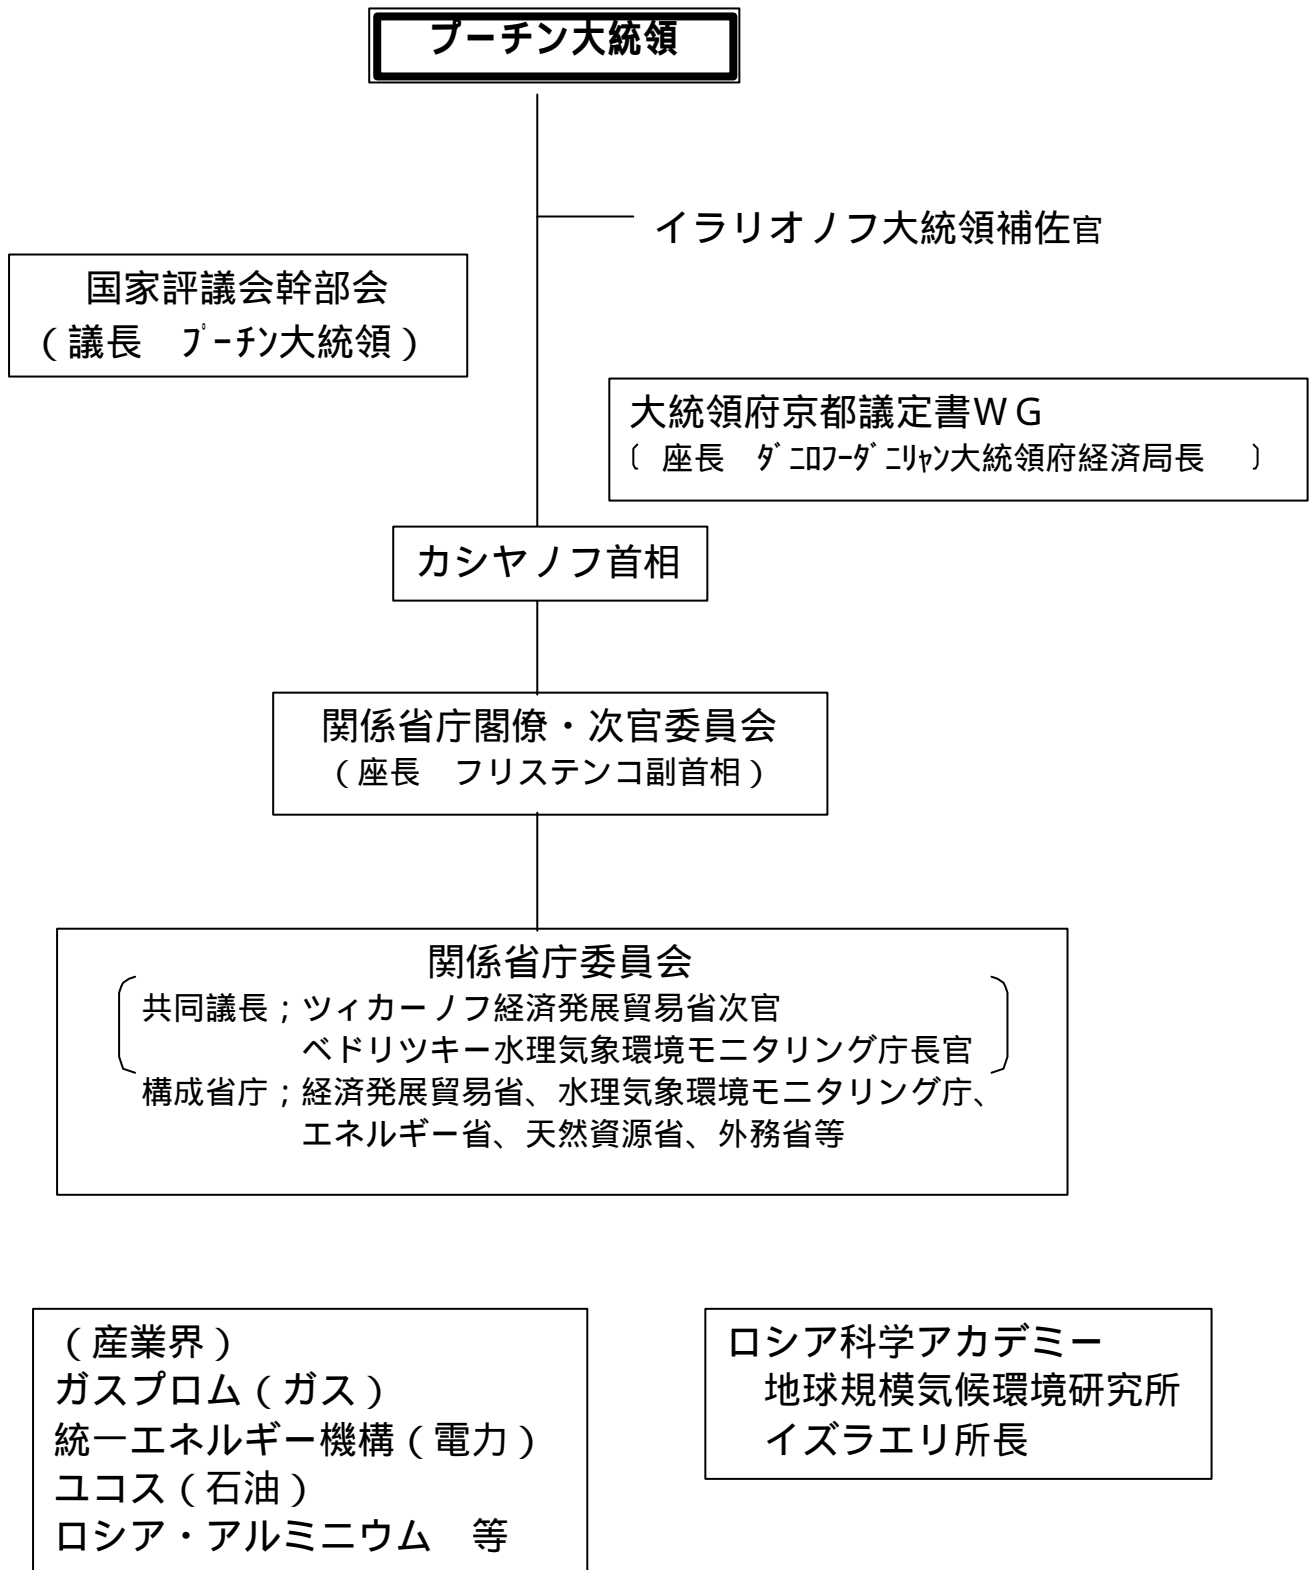 プーチン大統領
イラリオノフ大統領補佐官
国家評議会幹部会
（議長　プーチン大統領）
大統領府京都議定書ＷＧ
〔 座長　ダニロフーダニリャン大統領府経済局長　〕
カシヤノフ首相
関係省庁閣僚・次官委員会
（座長　フリステンコ副首相）
関係省庁委員会
共同議長；ツィカーノフ経済発展貿易省次官
ベドリツキー水理気象環境モニタリング庁長官
構成省庁；経済発展貿易省、水理気象環境モニタリング庁、
エネルギー省、天然資源省、外務省等
（産業界）
ガスプロム（ガス）
統一エネルギー機構（電力）
ユコス（石油）
ロシア・アルミニウム　等
ロシア科学アカデミー
地球規模気候環境研究所
イズラエリ所長